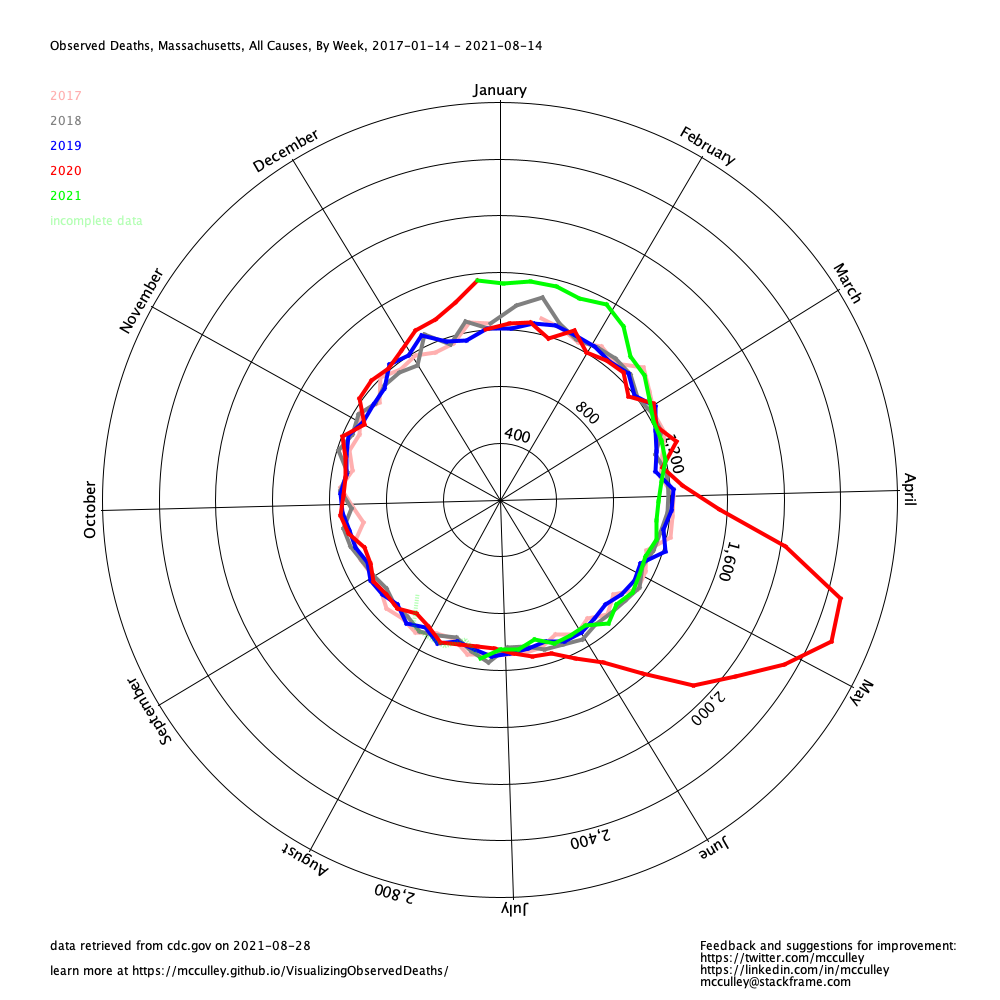 Observed Deaths, Massachusetts, All Causes, By Week, 2017-01-14 - 2021-08-14
2017
2018
2019
2020
2021
incomplete data
January
February
March
April
May
June
July
August
September
October
November
December
400
800
1,200
1,600
2,000
2,400
2,800
data retrieved from cdc.gov on 2021-08-28
learn more at https://mcculley.github.io/VisualizingObservedDeaths/
Feedback and suggestions for improvement:
https://twitter.com/mcculley
https://linkedin.com/in/mcculley
mcculley@stackframe.com